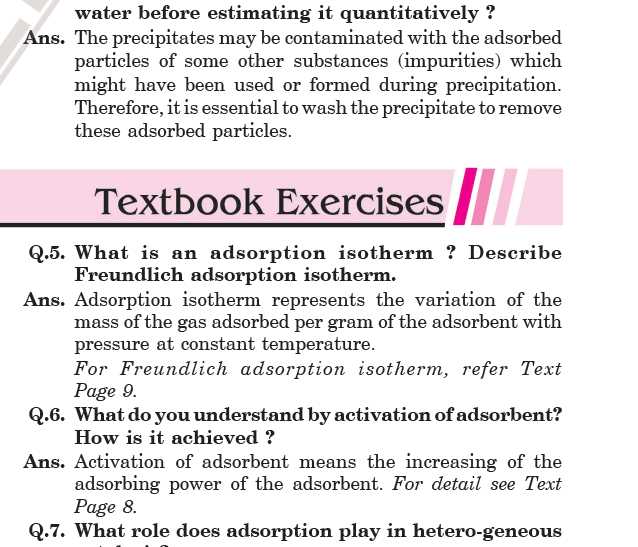 water before estimating it quantitatively ?
Ans. The precipitates may be contaminated with the adsorbed
particles of some other substances (impurities) which
might have been used or formed during precipitation.
Therefore, it is essential to wash the precipitate to remove
these adsorbed particles.
Textbook Exercises
Q.5. What is an adsorption isotherm ? Describe
Freundlich adsorption isotherm.
Ans. Adsorption isotherm represents the variation of the
mass of the gas adsorbed per gram of the adsorbent with
pressure at constant temperature.
For Freundlich adsorption isotherm, refer Text
Page 9.
Q.6. What do you understand by activation of adsorbent?
How is it achieved ?
Ans. Activation of adsorbent means the increasing of the
adsorbing power of the adsorbent. For detail see Text
Page 8.
Q.7. What role does adsorption play in hetero-geneous